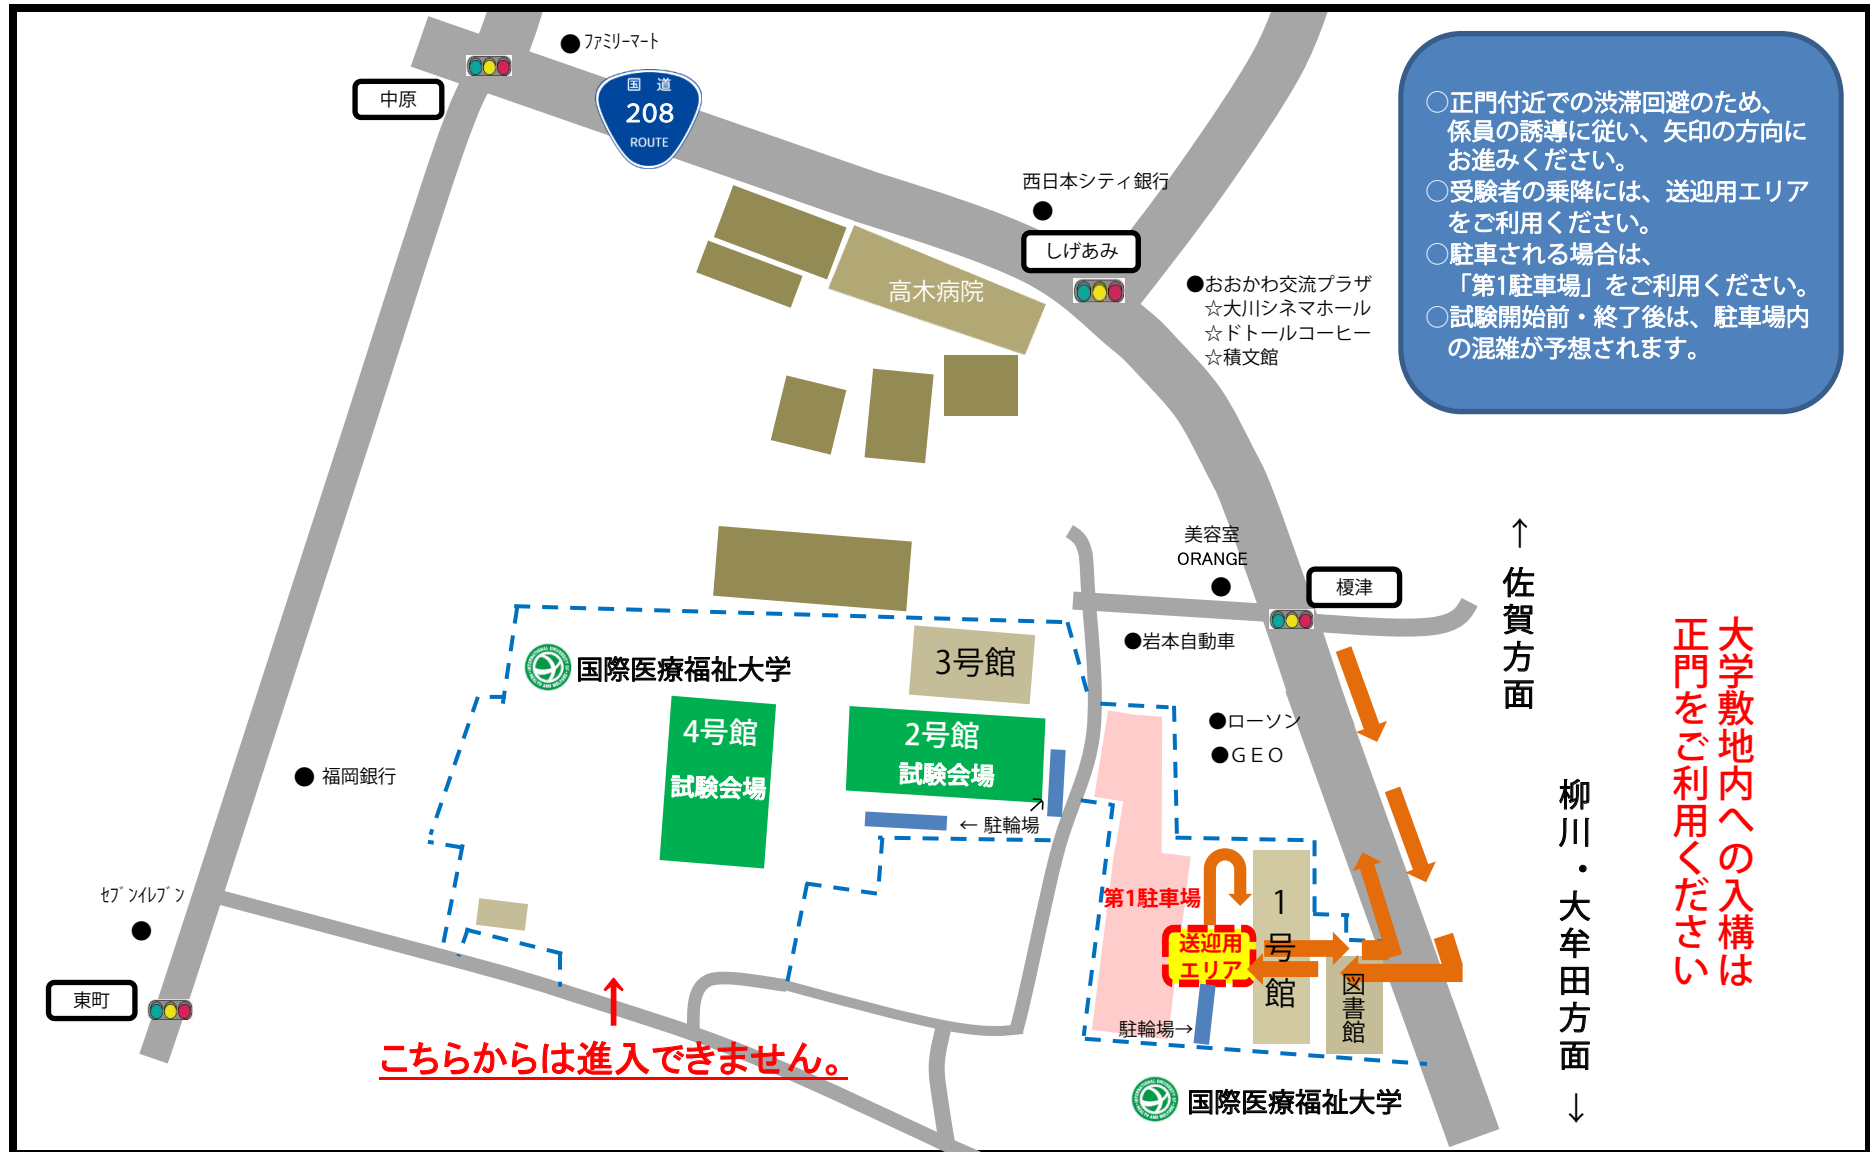 ﾌｧﾐﾘｰﾏｰﾄ
中原
国 道
208
ROUTE
○正門付近での渋滞回避のため、
係員の誘導に従い、矢印の方向に
お進みください。
○受験者の乗降には、送迎用エリア
をご利用ください。
○駐車される場合は、
「第1駐車場」をご利用ください。
○試験開始前・終了後は、駐車場内
の混雑が予想されます。
西日本シティ銀行
しげあみ
高木病院
●おおかわ交流プラザ
☆大川シネマホール
☆ドトールコーヒー
☆積文館
美容室
ORANGE
榎津
●岩本自動車
↑佐賀方面
大学敷地内への入構は
正門をご利用ください
国際医療福祉大学
3号館
4号館
試験会場
2号館
試験会場
●ローソン
●ＧＥＯ
福岡銀行
← 駐輪場
柳川・大牟田方面↓
ｾﾌﾞﾝｲﾚﾌﾞﾝ
第1駐車場
1号館
送迎用
エリア
図書館
東町
駐輪場→
こちらからは進入できません。
国際医療福祉大学